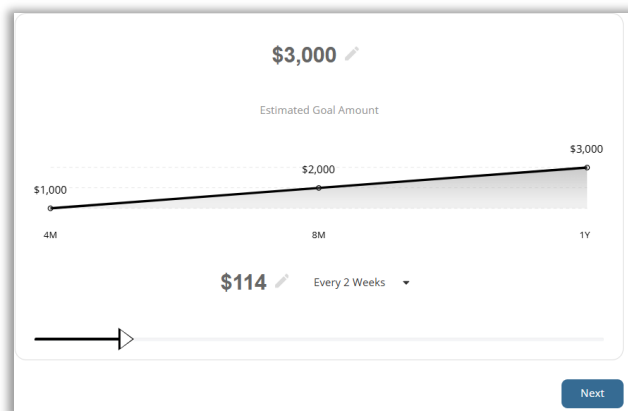 $3,000
Estimated Goal Amount
$3,000
$2,000
$1,000
4M 8M 1Y
$114 Every 2 Weeks
Next